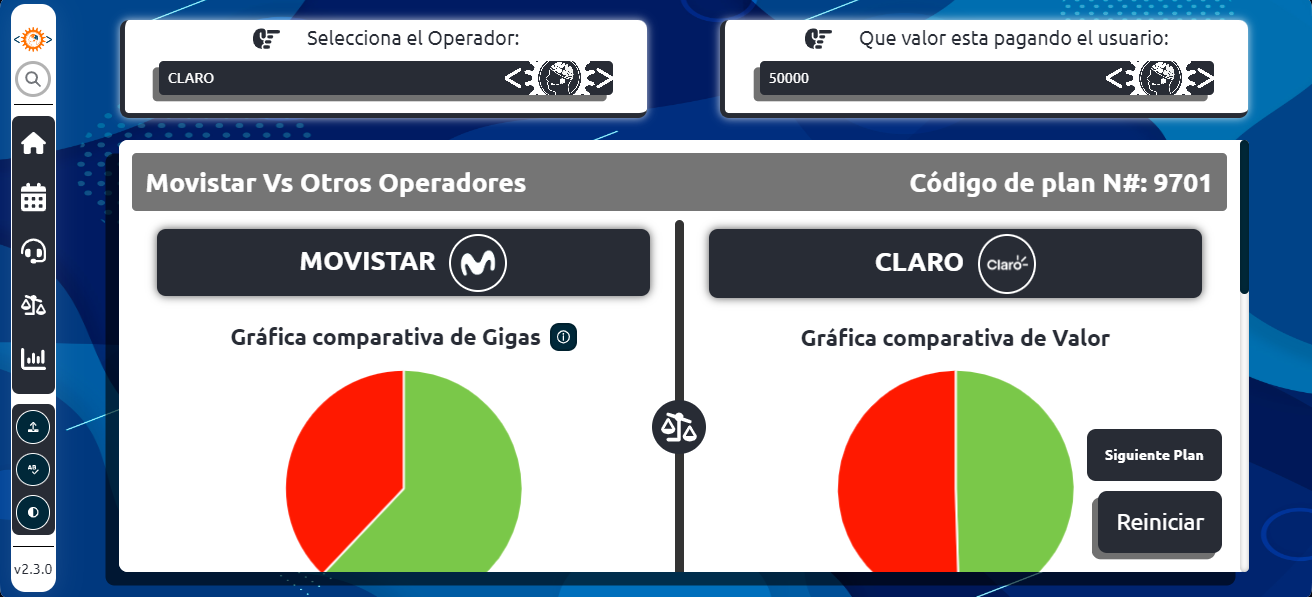 Selecciona el Operador:
CLARO
Que valor esta pagando el usuario:
50000
Movistar Vs Otros Operadores
Código de plan N#: 9701
MOVISTAR
CLARO
Claro
Gráfica comparativa de Gigas
Gráfica comparativa de Valor
Siguiente Plan
Reiniciar
AB
v2.3.0